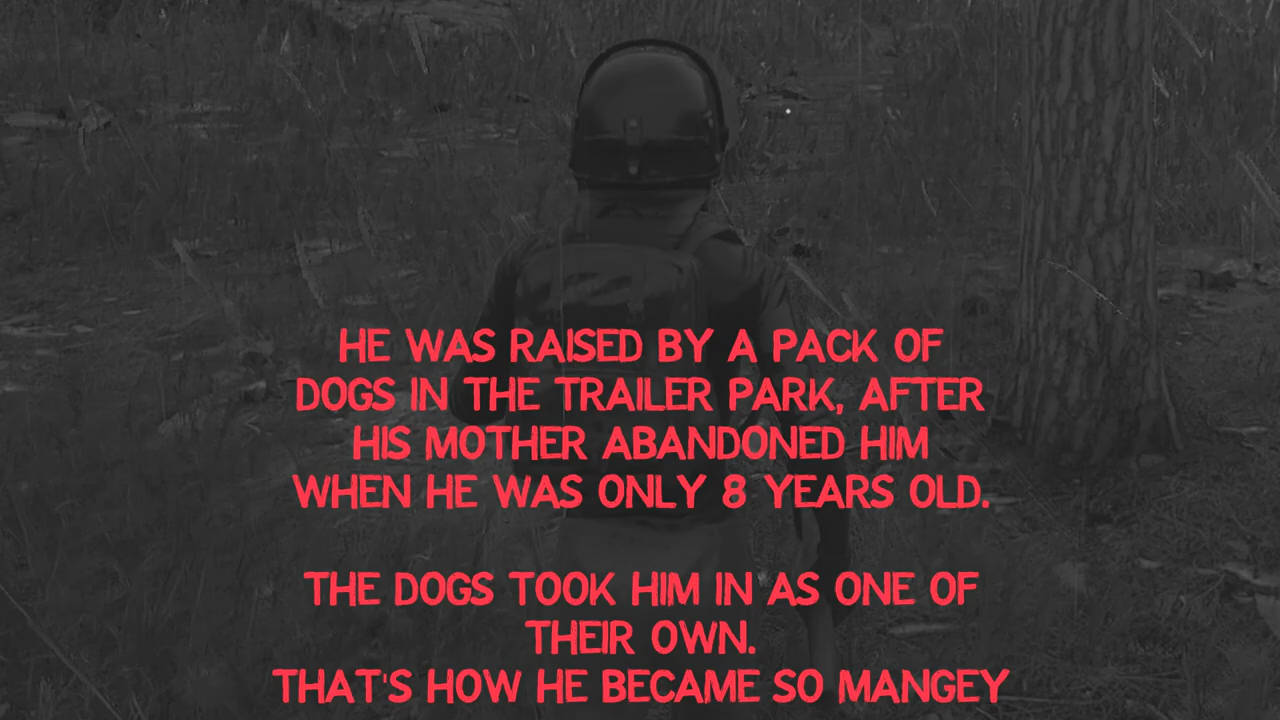 HE WAS RAISED BY A PACK OF
DOGS IN THE TRAILER PARK, AFTER
HIS MOTHER ABANDONED HIM
WHEN HE WAS ONLY 8 YEARS OLD.
THE DOGS TOOK HIM IN AS ONE OF
THEIR OWN.
THAT'S HOW HE BECAME SO MANGEY